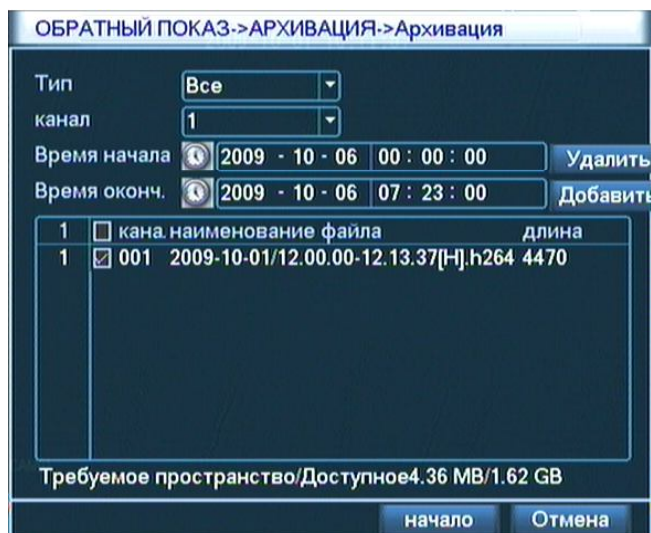 ОБРАТНЫЙ ПОКАЗ->АРХИВАЦИЯ->Архивация
Тип Все
канал 1
Время начала 2009 - 10 - 06 00 : 00 : 00 Удалить
Время оконч. 2009 - 10 - 06 07 : 23 : 00 Добавить
1 кана. наименование файла длина
1 001 2009-10-01/12.00.00-12.13.37[H].h264 4470
Требуемое пространство/Доступное4.36 MB/1.62 GB
начало Отмена